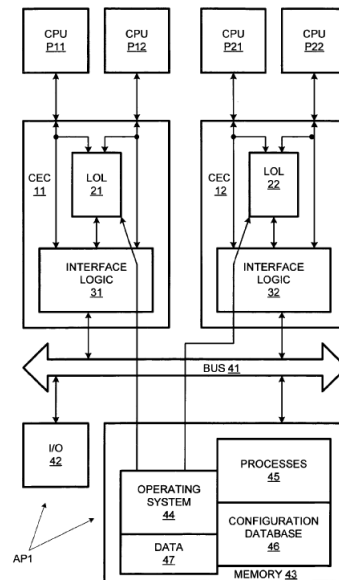 CPU
P11
CPU
P12
CPU
P21
CPU
P22
CEC
11
LOL
21
CEC
12
LOL
22
INTERFACE
LOGIC
31
INTERFACE
LOGIC
32
BUS 41
I/O
42
PROCESSES
45
OPERATING
SYSTEM
44
CONFIGURATION
DATABASE
46
DATA
47
MEMORY 43
AP1